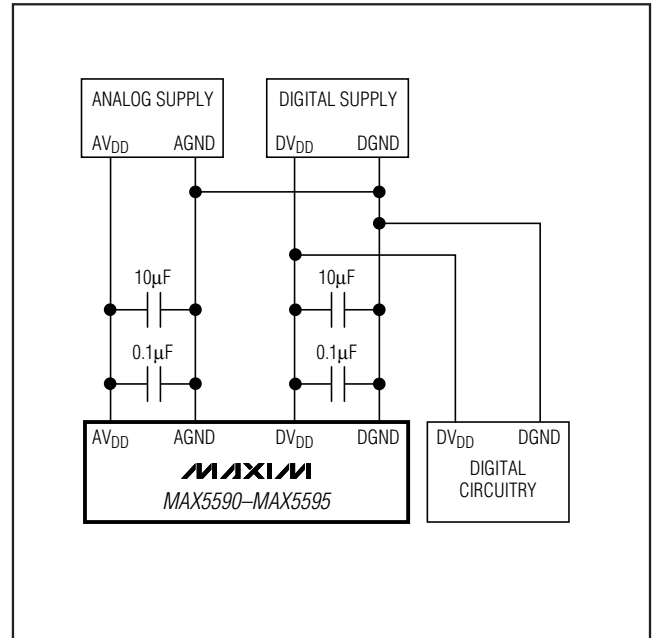 ANALOG SUPPLY
DIGITAL SUPPLY
AVDD AGND
DVDD DGND
10µF
10µF
0.1µF
0.1µF
AVDD AGND DVDD DGND
DVDD DGND
MAXIM
MAX5590–MAX5595
DIGITAL
CIRCUITRY